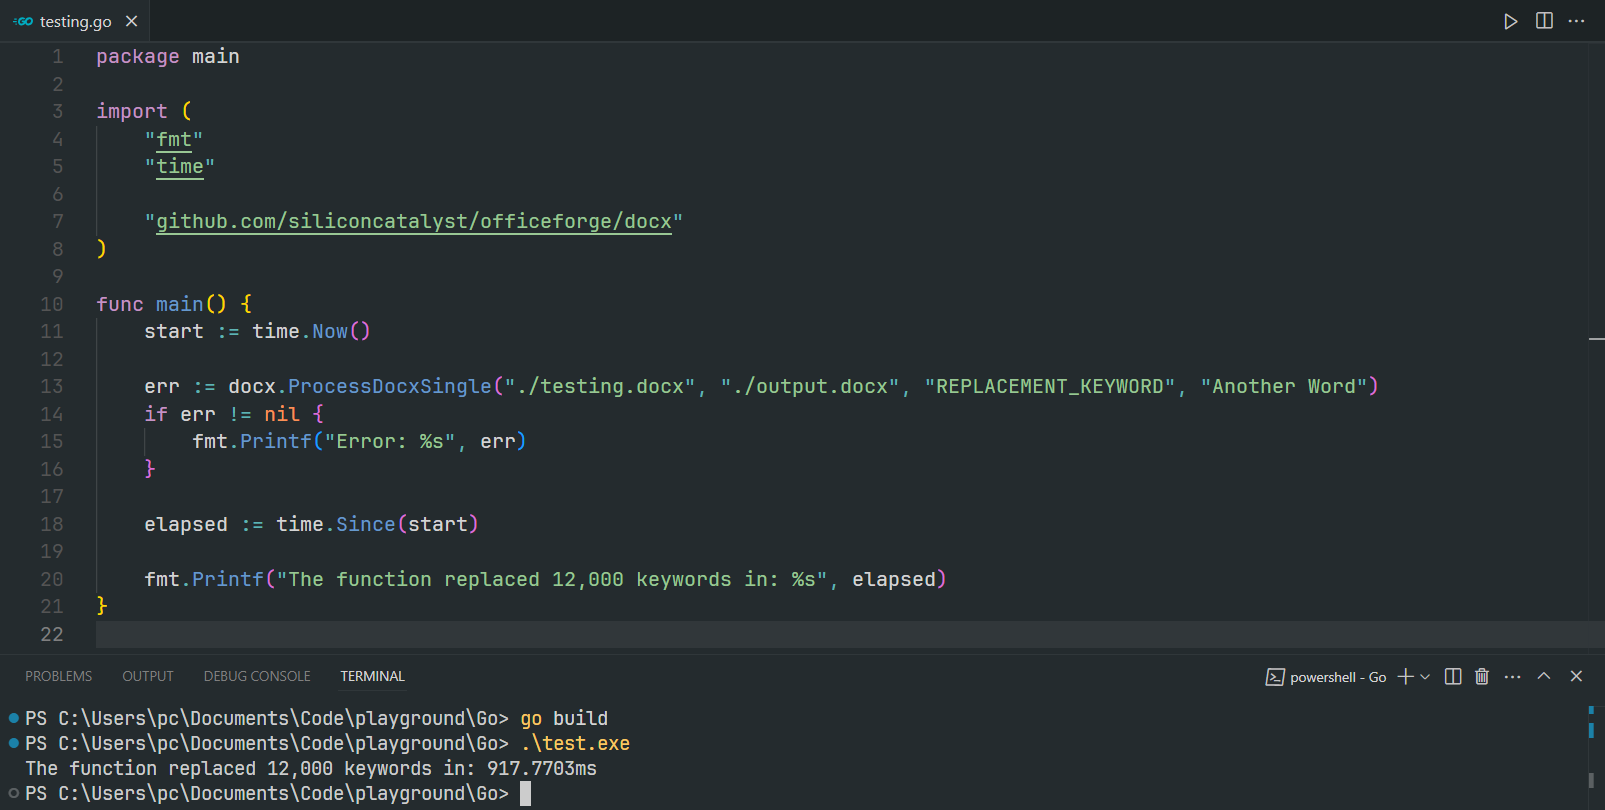 GO testing.go
1 package main
2
3 import (
4     "fmt"
5     "time"
6
7     "github.com/siliconcatalyst/officeforge/docx"
8 )
9
10 func main() {
11     start := time.Now()
12
13     err := docx.ProcessDocxSingle("./testing.docx", "./output.docx", "REPLACEMENT_KEYWORD", "Another Word")
14     if err != nil {
15         fmt.Printf("Error: %s", err)
16     }
17
18     elapsed := time.Since(start)
19
20     fmt.Printf("The function replaced 12,000 keywords in: %s", elapsed)
21 }
22
PROBLEMS OUTPUT DEBUG CONSOLE TERMINAL powershell - Go
PS C:\Users\pc\Documents\Code\playground\Go> go build
PS C:\Users\pc\Documents\Code\playground\Go> .\test.exe
The function replaced 12,000 keywords in: 917.7703ms
PS C:\Users\pc\Documents\Code\playground\Go>